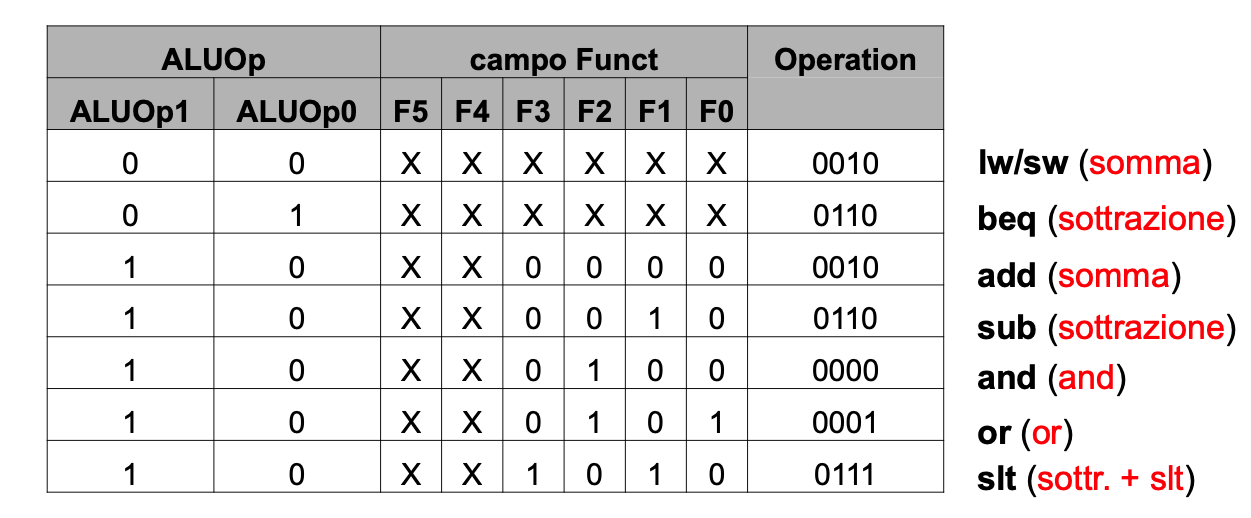 ALUOp campo Funct Operation
ALUOp1 ALUOp0 F5 F4 F3 F2 F1 F0
0 0 X X X X X X 0010 lw/sw (somma)
0 1 X X X X X X 0110 beq (sottrazione)
1 0 X X 0 0 0 0 0010 add (somma)
1 0 X X 0 0 1 0 0110 sub (sottrazione)
1 0 X X 0 1 0 0 0000 and (and)
1 0 X X 0 1 0 1 0001 or (or)
1 0 X X 1 0 1 0 0111 slt (sottr. + slt)